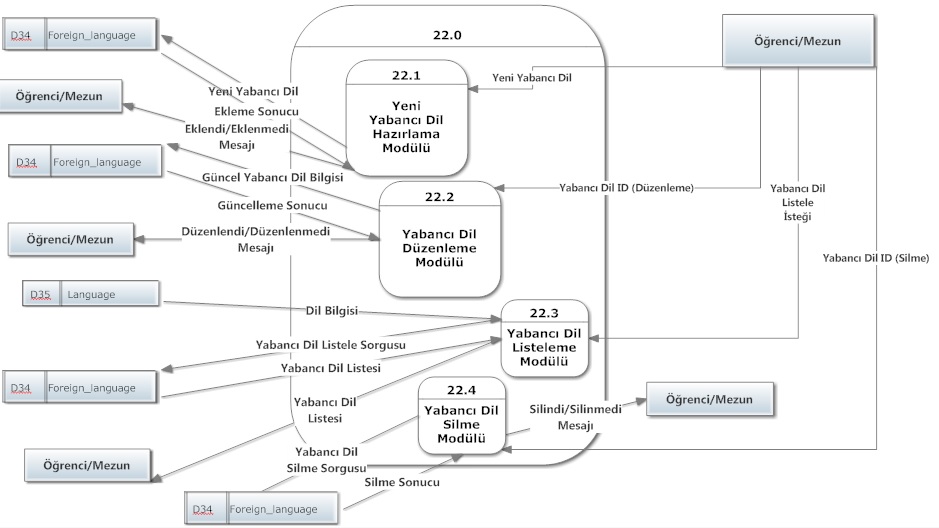 D34 Foreign_language
22.0
Öğrenci/Mezun
22.1
Yeni
Yabancı Dil
Hazırlama
Modülü
Yeni Yabancı Dil
Öğrenci/Mezun
Yeni Yabancı Dil
Ekleme Sonucu
Eklendi/Eklenmedi
Mesajı
D34 Foreign_language
Güncel Yabancı Dil Bilgisi
Güncelleme Sonucu
22.2
Yabancı Dil
Düzenleme
Modülü
Yabancı Dil ID (Düzenleme)
Yabancı Dil
Listele
İsteği
Öğrenci/Mezun
Düzenlendi/Düzenlenmedi
Mesajı
Yabancı Dil ID (Silme)
D35 Language
Dil Bilgisi
22.3
Yabancı Dil
Listeleme
Modülü
Yabancı Dil Listele Sorgusu
Yabancı Dil Listesi
D34 Foreign_language
22.4
Yabancı Dil
Silme
Modülü
Yabancı Dil
Listesi
Silindi/Silinmedi
Mesajı
Öğrenci/Mezun
Öğrenci/Mezun
Yabancı Dil
Silme Sorgusu
Silme Sonucu
D34 Foreign_language